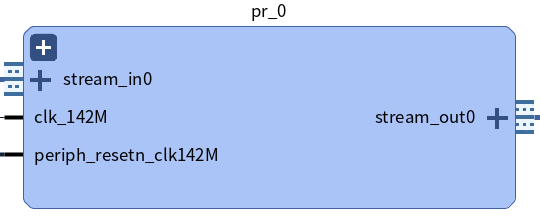 pr_0
stream_in0
clk_142M
stream_out0
periph_resetn_clk142M